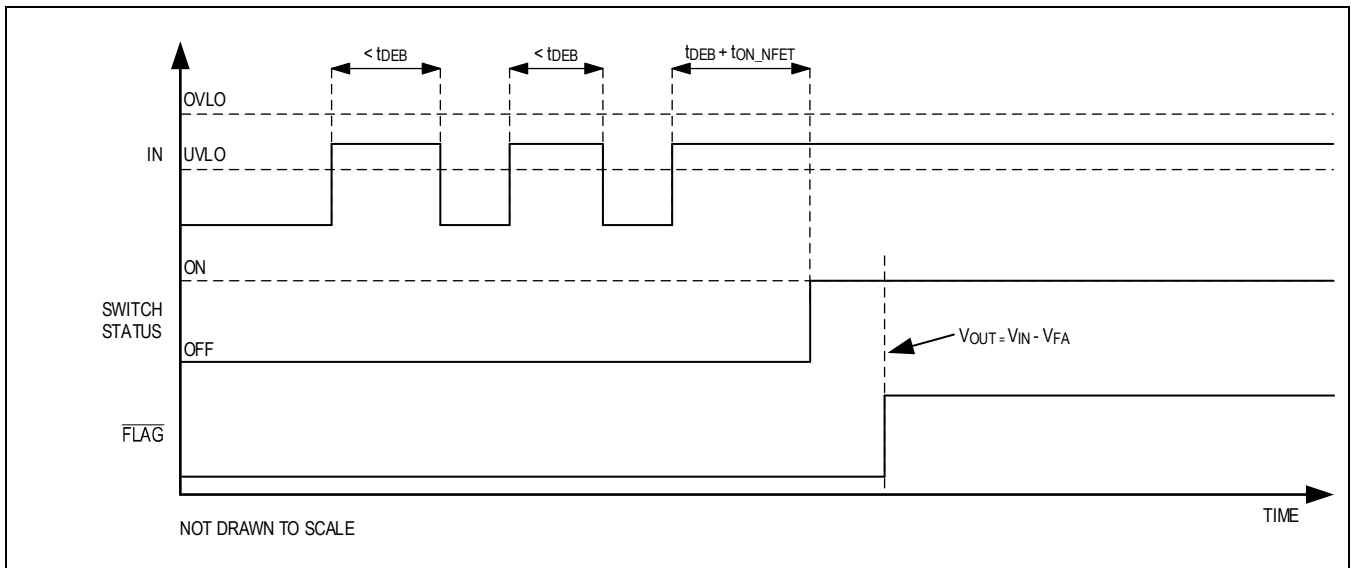 < tDEB
< tDEB
tDEB + tON_NFET
OVLO
IN
UVLO
ON
SWITCH
STATUS
OFF
VOUT = VIN - VFA
FLAG
TIME
NOT DRAWN TO SCALE